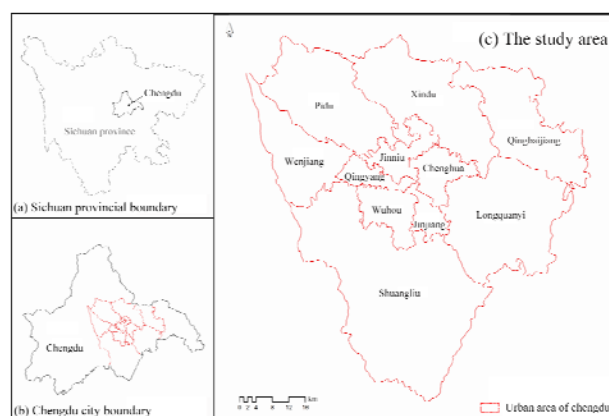 Chengdu
Sichuan province
(a) Sichuan provincial boundary
Chengdu
(b) Chengdu city boundary
(c) The study area
Pidu
Xindu
Qingbaijiang
Wenjiang
Jinniu
Qingyang
Chenghua
Wuhou
Jinjiang
Longquanyi
Shuangliu
0 2 4 8 12 16
km
Urban area of chengdu